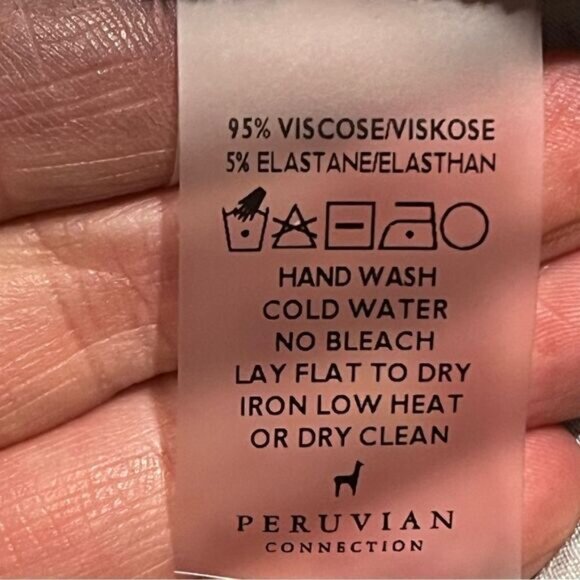 95% VISCOSE/VISKOSE
5% ELASTANE/ELASTHAN
HAND WASH
COLD WATER
NO BLEACH
LAY FLAT TO DRY
IRON LOW HEAT
OR DRY CLEAN
PERUVIAN
CONNECTION